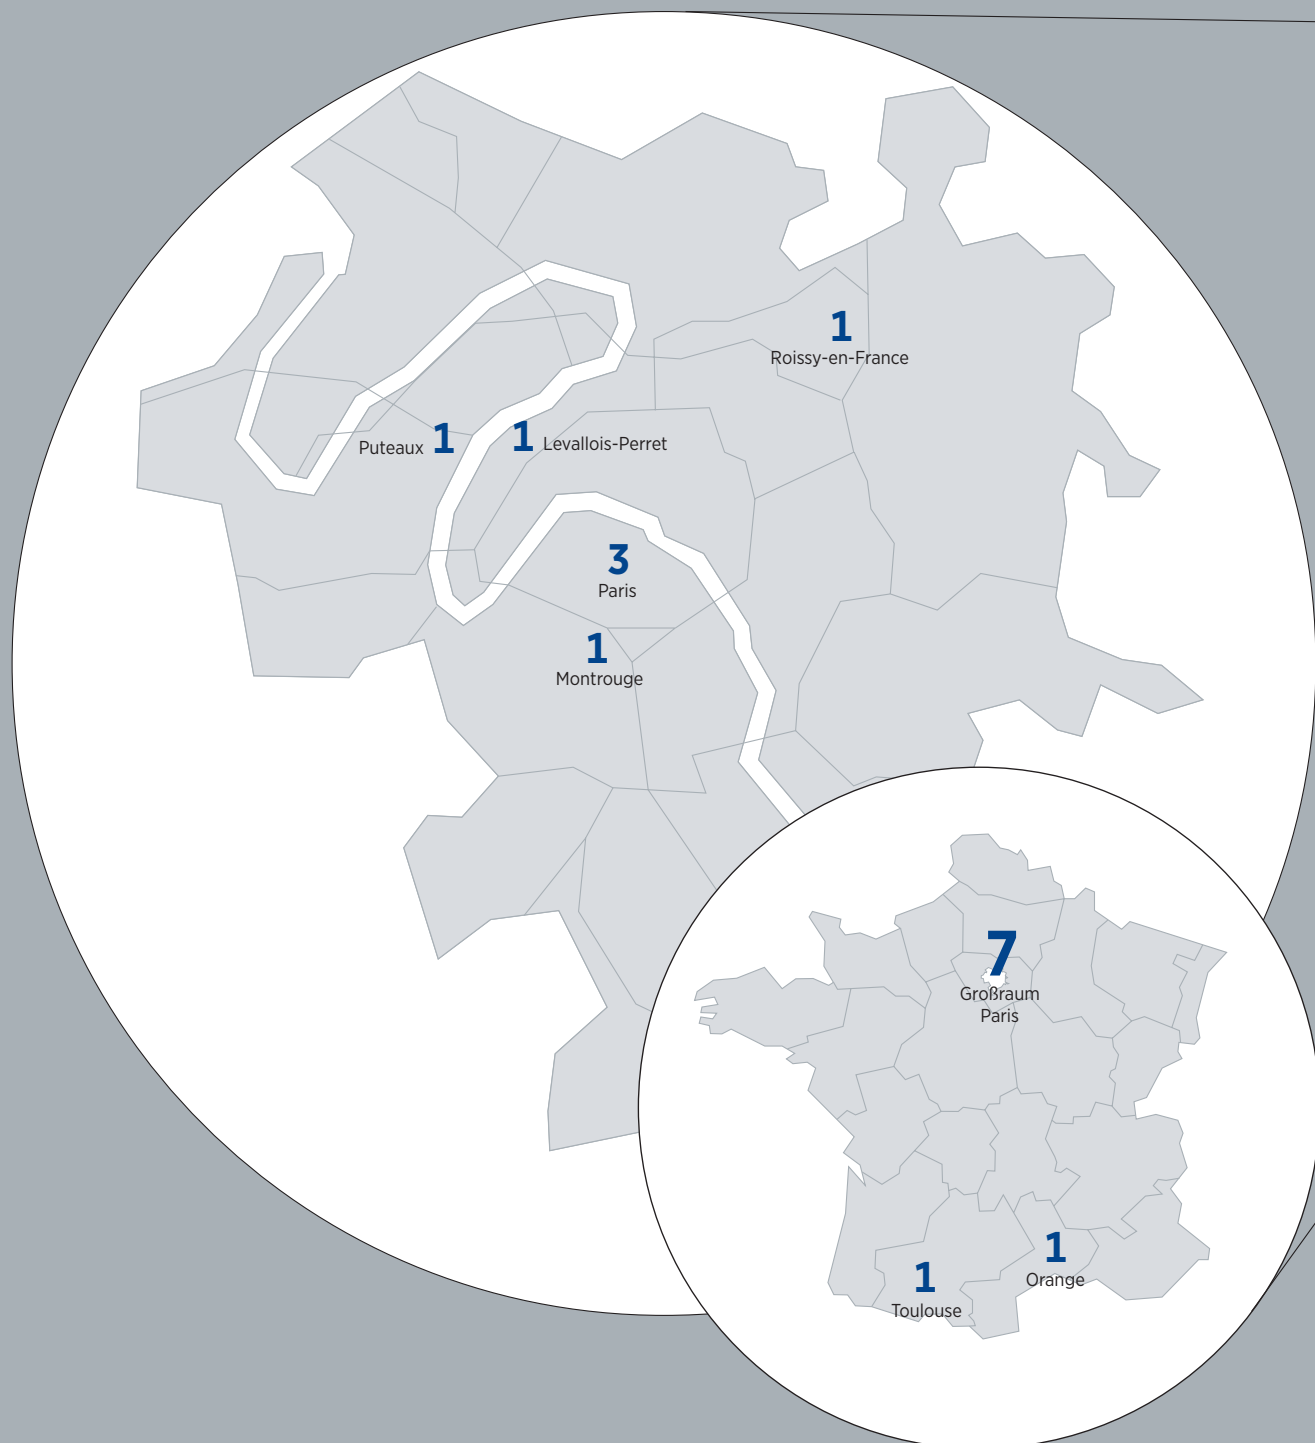 1
Roissy-en-France
Puteaux 1
1 Levallois-Perret
3
Paris
1
Montrouge
7
Großraum
Paris
1
Orange
1
Toulouse